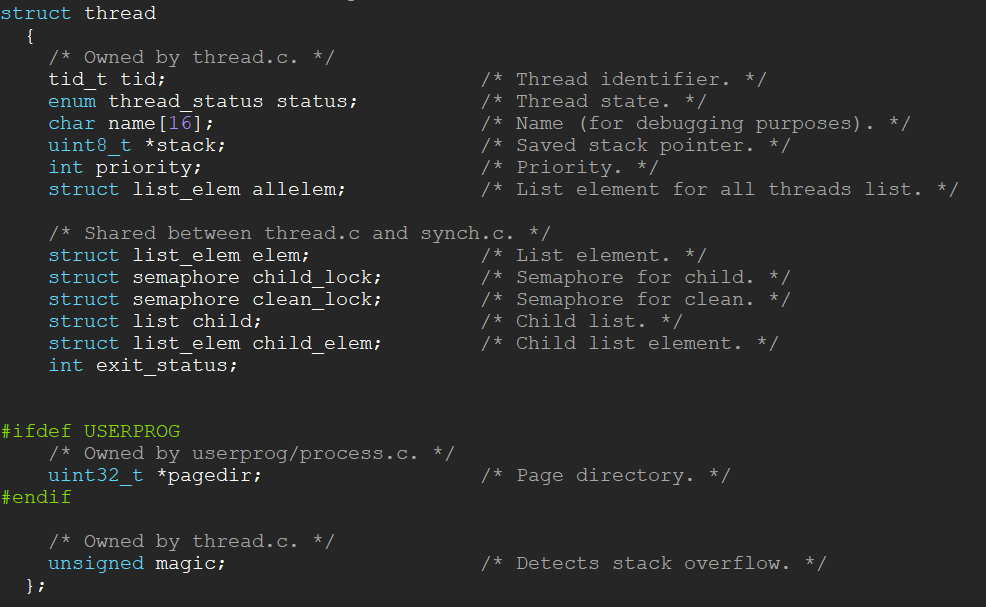 struct thread
  {
    /* Owned by thread.c. */
    tid_t tid;                          /* Thread identifier. */
    enum thread_status status;          /* Thread state. */
    char name[16];                      /* Name (for debugging purposes). */
    uint8_t *stack;                     /* Saved stack pointer. */
    int priority;                       /* Priority. */
    struct list_elem allelem;           /* List element for all threads list. */

    /* Shared between thread.c and synch.c. */
    struct list_elem elem;              /* List element. */
    struct semaphore child_lock;        /* Semaphore for child. */
    struct semaphore clean_lock;        /* Semaphore for clean. */
    struct list child;                  /* Child list. */
    struct list_elem child_elem;        /* Child list element. */
    int exit_status;


#ifdef USERPROG
    /* Owned by userprog/process.c. */
    uint32_t *pagedir;                  /* Page directory. */
#endif

    /* Owned by thread.c. */
    unsigned magic;                     /* Detects stack overflow. */
  };